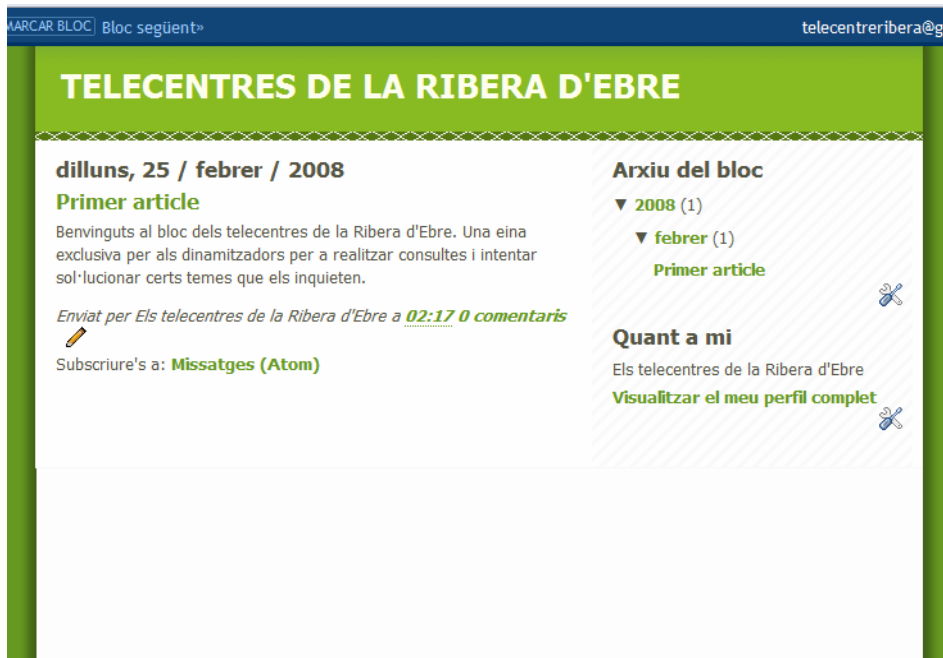 MARCAR BLOC Bloc següent»
telecentreribera@g
TELECENTRES DE LA RIBERA D'EBRE
dilluns, 25 / febrer / 2008
Primer article
Benvinguts al bloc dels telecentres de la Ribera d'Ebre. Una eina
exclusiva per als dinamitzadors per a realitzar consultes i intentar
sol·lucionar certs temes que els inquieten.
Enviat per Els telecentres de la Ribera d'Ebre a 02:17 0 comentaris
Subscriure's a: Missatges (Atom)
Arxiu del bloc
▼ 2008 (1)
▼ febrer (1)
Primer article
Quant a mi
Els telecentres de la Ribera d'Ebre
Visualitzar el meu perfil complet